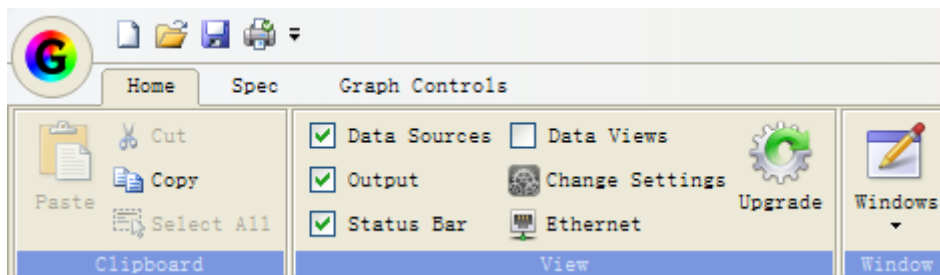 G
Home Spec Graph Controls
Cut Data Sources Data Views
Paste Copy Output Change Settings Upgrade Windows
Select All Status Bar Ethernet
Clipboard View Window